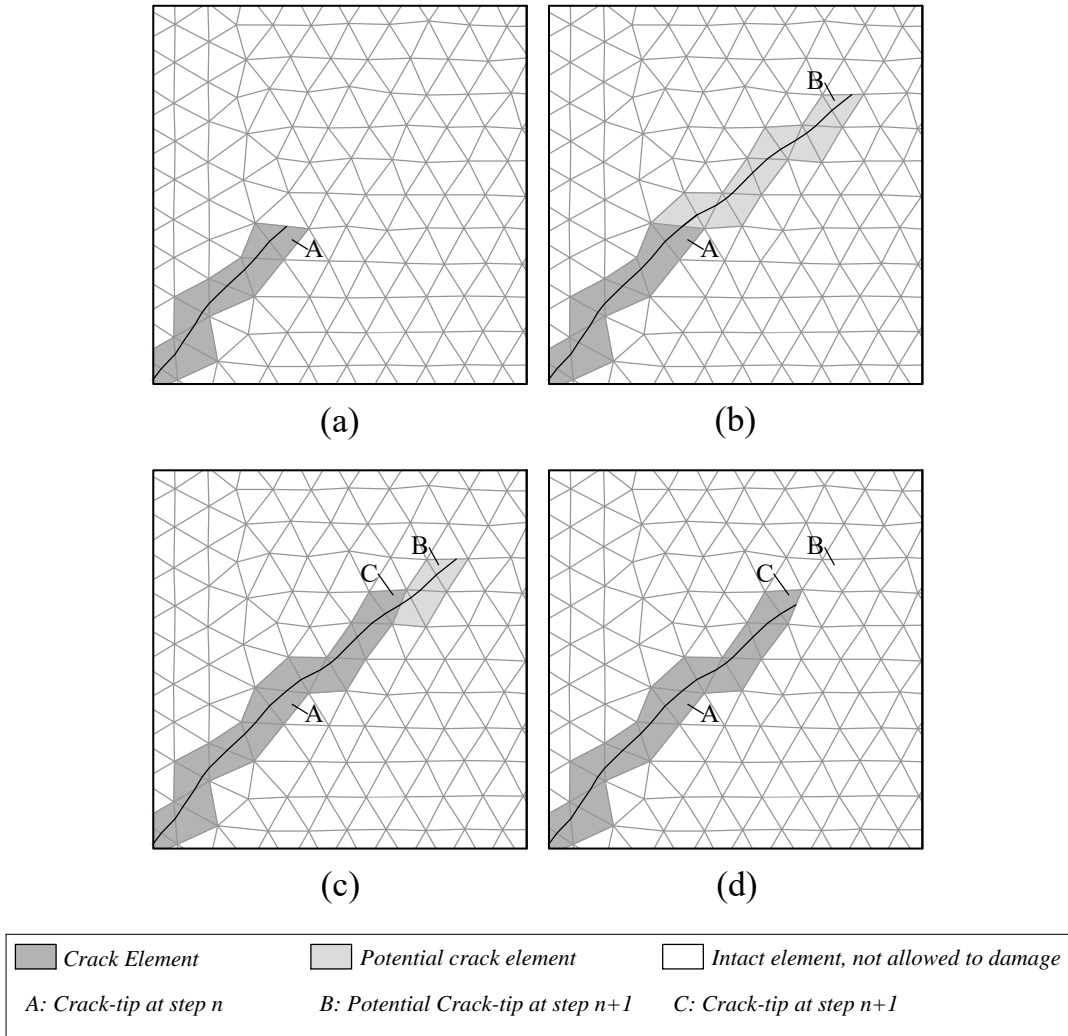 B
A
A
(a)
(b)
B
B
C
C
A
A
(c)
(d)
Crack Element
Potential crack element
Intact element, not allowed to damage
A: Crack-tip at step n
B: Potential Crack-tip at step n+1
C: Crack-tip at step n+1